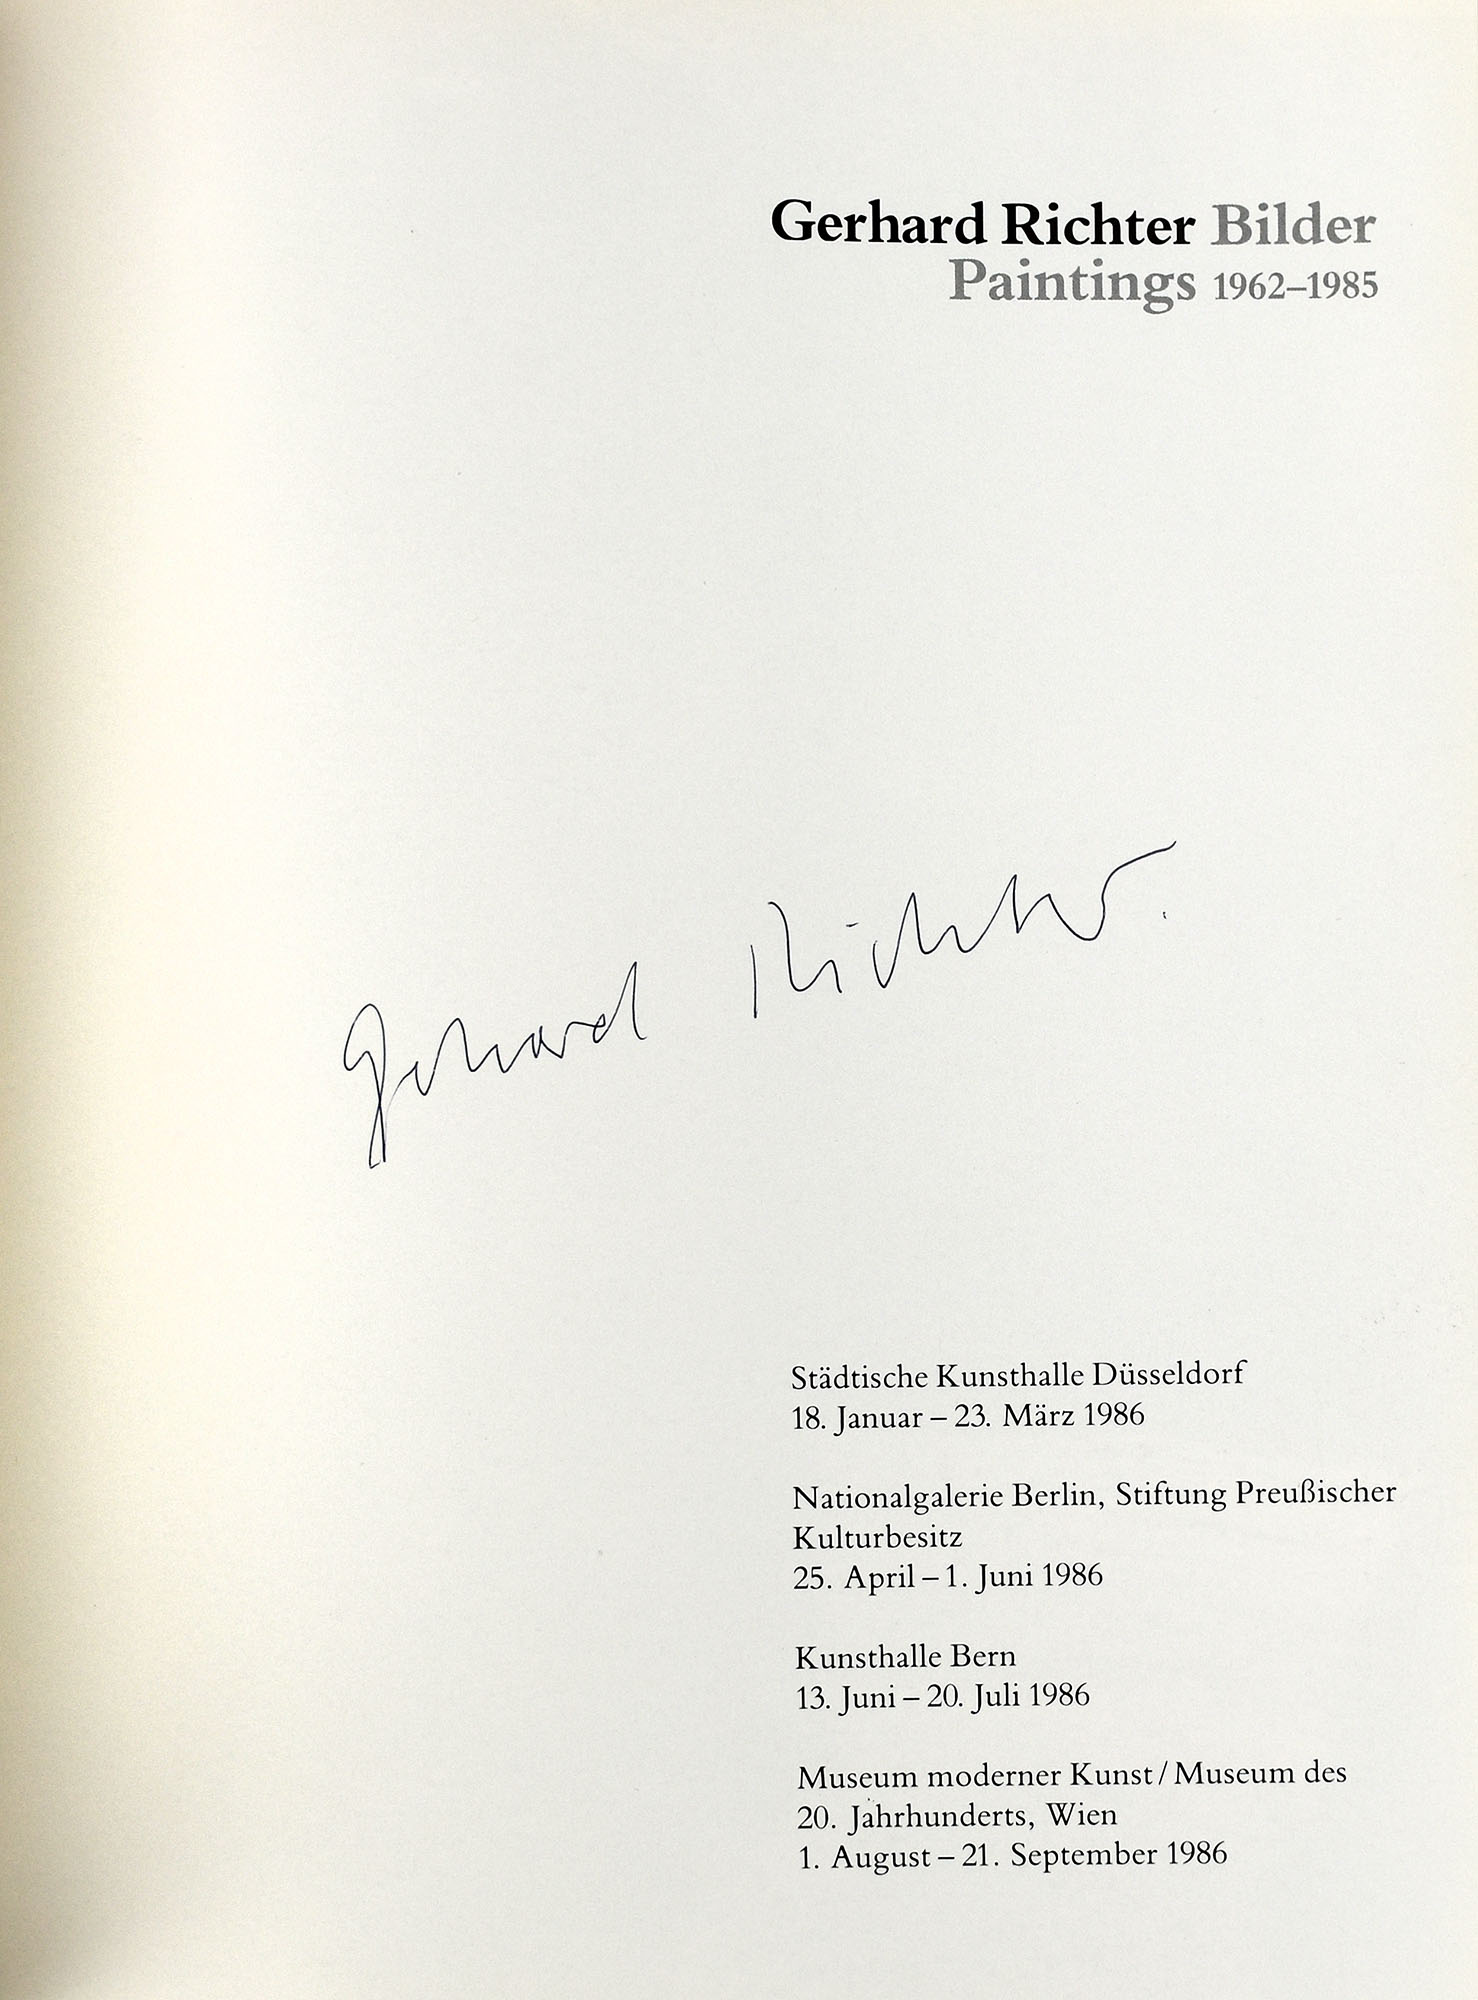 Gerhard Richter Bilder
Paintings 1962–1985
Gerhard Richter.
Städtische Kunsthalle Düsseldorf
18. Januar – 23. März 1986
Nationalgalerie Berlin, Stiftung Preußischer
Kulturbesitz
25. April – 1. Juni 1986
Kunsthalle Bern
13. Juni – 20. Juli 1986
Museum moderner Kunst / Museum des
20. Jahrhunderts, Wien
1. August – 21. September 1986